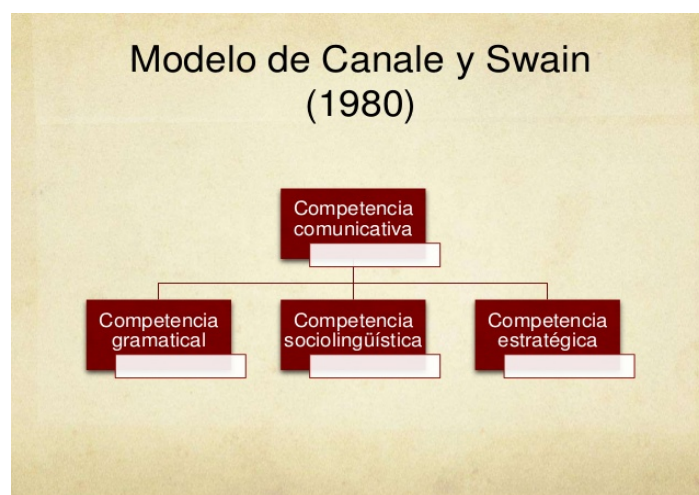 Modelo de Canale y Swain
(1980)
Competencia
comunicativa
Competencia
gramatical
Competencia
sociolingüística
Competencia
estratégica